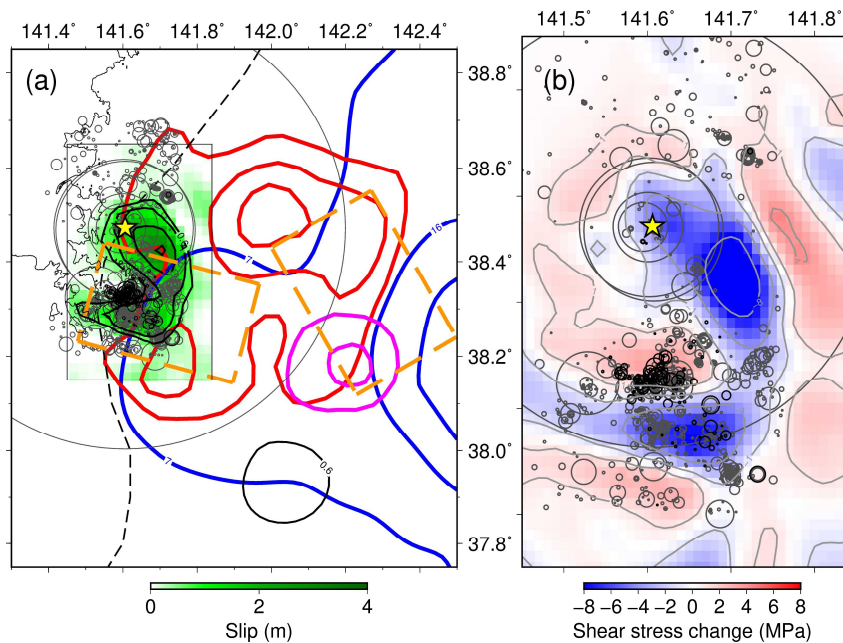 141.4° 141.6° 141.8° 142.0° 142.2° 142.4°
141.5° 141.6° 141.7° 141.8°
(a)
(b)
38.8°
38.6°
38.4°
38.2°
38.0°
37.8°
16
7
7
0.6
0 2 4
Slip (m)
−8 −6 −4 −2 0 2 4 6 8
Shear stress change (MPa)